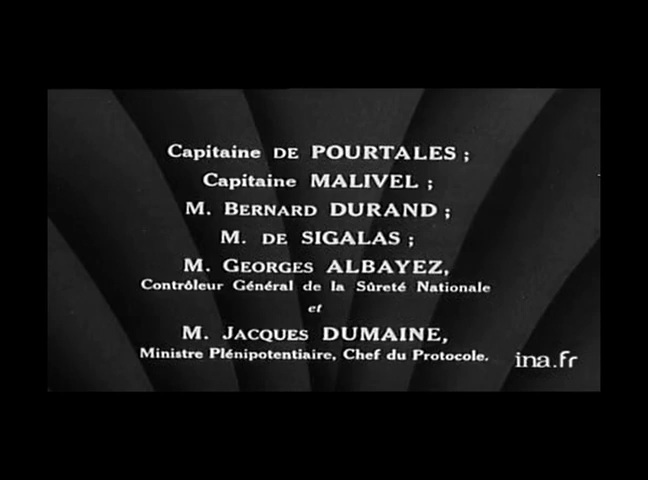 Capitaine DE POURTALES ;
Capitaine MALIVEL ;
M. BERNARD DURAND ;
M. DE SIGALAS ;
M. GEORGES ALBAYEZ,
Contrôleur Général de la Sûreté Nationale
et
M. JACQUES DUMAINE,
Ministre Plénipotentiaire, Chef du Protocole.
ina.fr